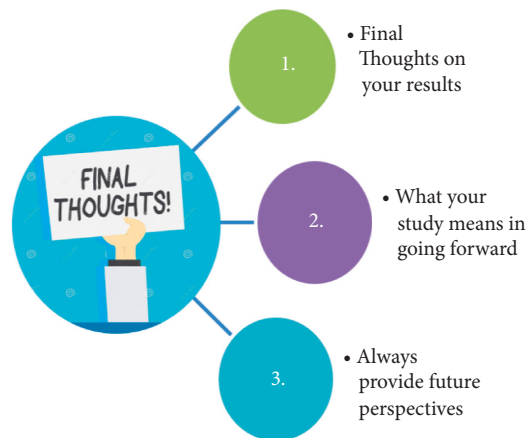 FINAL
THOUGHTS!
1.
• Final
Thoughts on
your results
2.
• What your
study means in
going forward
3.
• Always
provide future
perspectives